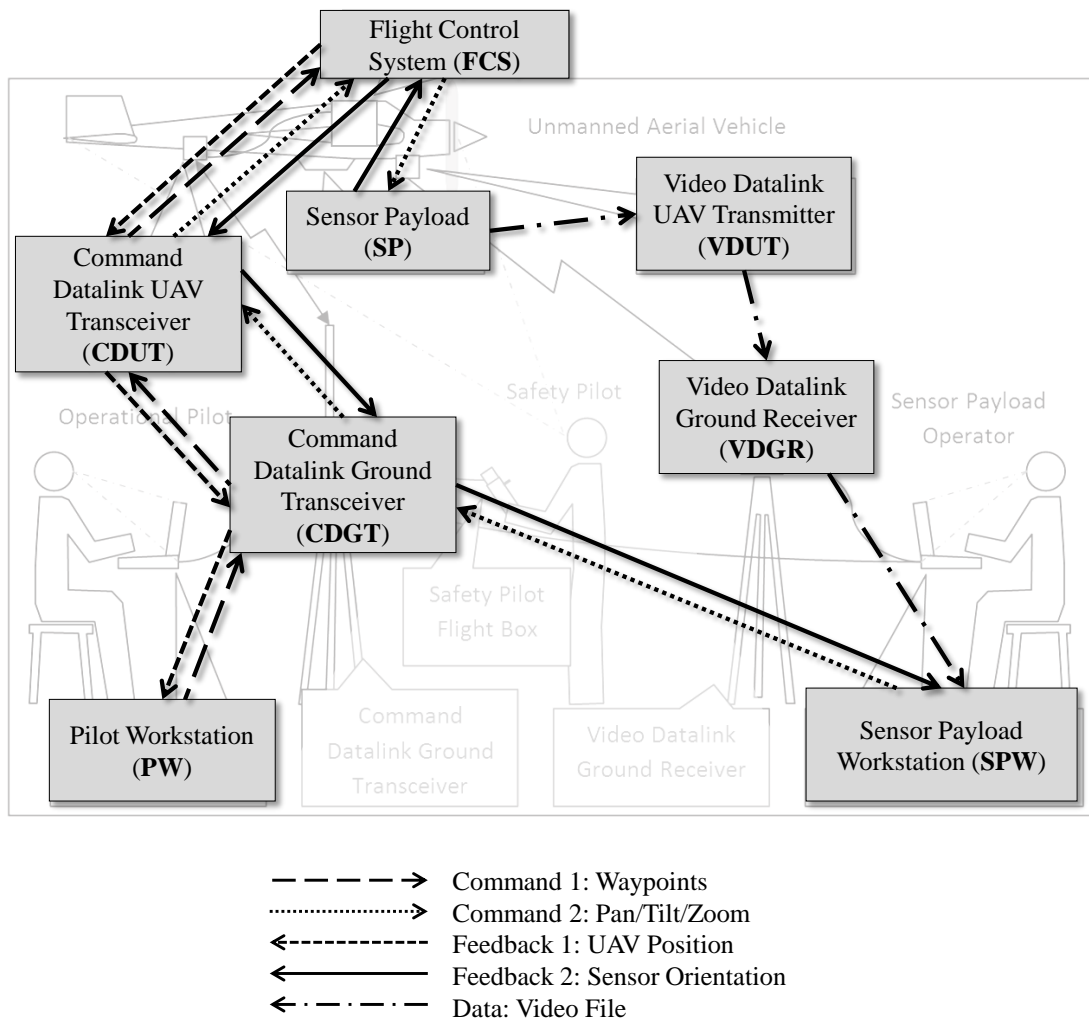 Flight Control
System (FCS)
Unmanned Aerial Vehicle
Video Datalink
UAV Transmitter
(VDUT)
Sensor Payload
(SP)
Command
Datalink UAV
Transceiver
(CDUT)
Operational Pilot
Safety Pilot
Video Datalink
Ground Receiver
(VDGR)
Sensor Payload
Operator
Command
Datalink Ground
Transceiver
(CDGT)
Safety Pilot
Flight Box
Pilot Workstation
(PW)
Command
Datalink Ground
Transceiver
Video Datalink
Ground Receiver
Sensor Payload
Workstation (SPW)
Command 1: Waypoints
Command 2: Pan/Tilt/Zoom
Feedback 1: UAV Position
Feedback 2: Sensor Orientation
Data: Video File